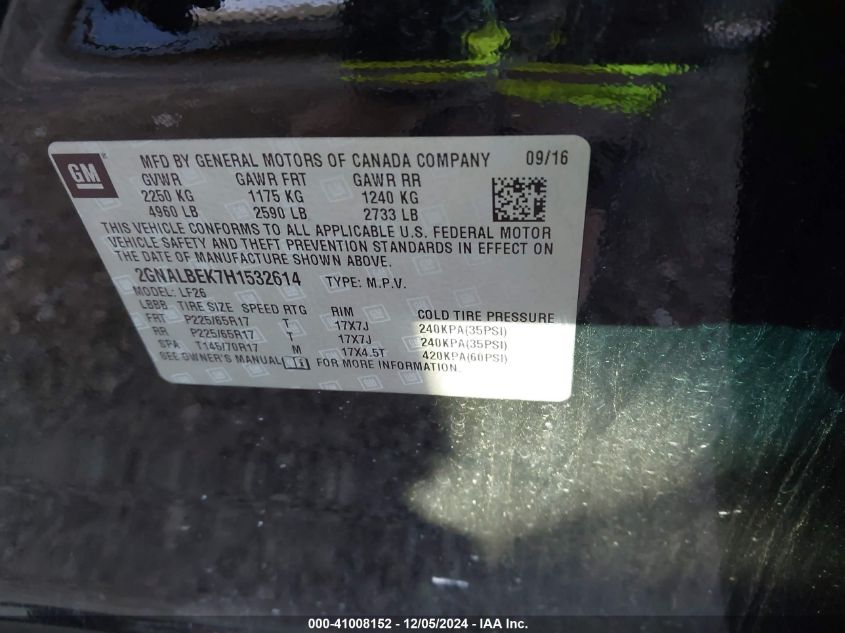 GM
MFD BY GENERAL MOTORS OF CANADA COMPANY 09/16
GVWR GAWR FRT GAWR RR
2250 KG 1175 KG 1240 KG
4960 LB 2590 LB 2733 LB
THIS VEHICLE CONFORMS TO ALL APPLICABLE U.S. FEDERAL MOTOR
VEHICLE SAFETY AND THEFT PREVENTION STANDARDS IN EFFECT ON
THE DATE OF MANUFACTURE SHOWN ABOVE.
2GNALBEK7H1532614 TYPE: M.P.V.
MODEL: LF26
LBBB TIRE SIZE SPEED RTG RIM COLD TIRE PRESSURE
FRT P225/65R17 T 17X7J 240KPA(35PSI)
RR P225/65R17 T 17X7J 240KPA(35PSI)
SPA T145/70R17 M 17X4.5T 420KPA(60PSI)
SEE OWNER'S MANUAL FOR MORE INFORMATION.
000-41008152 - 12/05/2024 - IAA Inc.